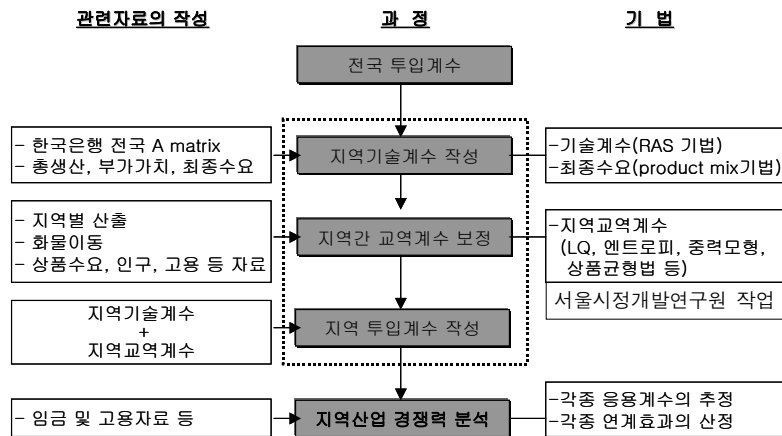 관련자료의 작성
과 정
기 법
전국 투입계수
- 한국은행 전국 A matrix
- 총생산, 부가가치, 최종수요
지역기술계수 작성
-기술계수(RAS 기법)
-최종수요(product mix기법)
- 지역별 산출
- 화물이동
- 상품수요, 인구, 고용 등 자료
지역간 교역계수 보정
-지역교역계수
(LQ, 엔트로피, 중력모형,
상품균형법 등)
서울시정개발연구원 작업
지역기술계수
+
지역교역계수
지역 투입계수 작성
- 임금 및 고용자료 등
지역산업 경쟁력 분석
-각종 응용계수의 추정
-각종 연계효과의 산정